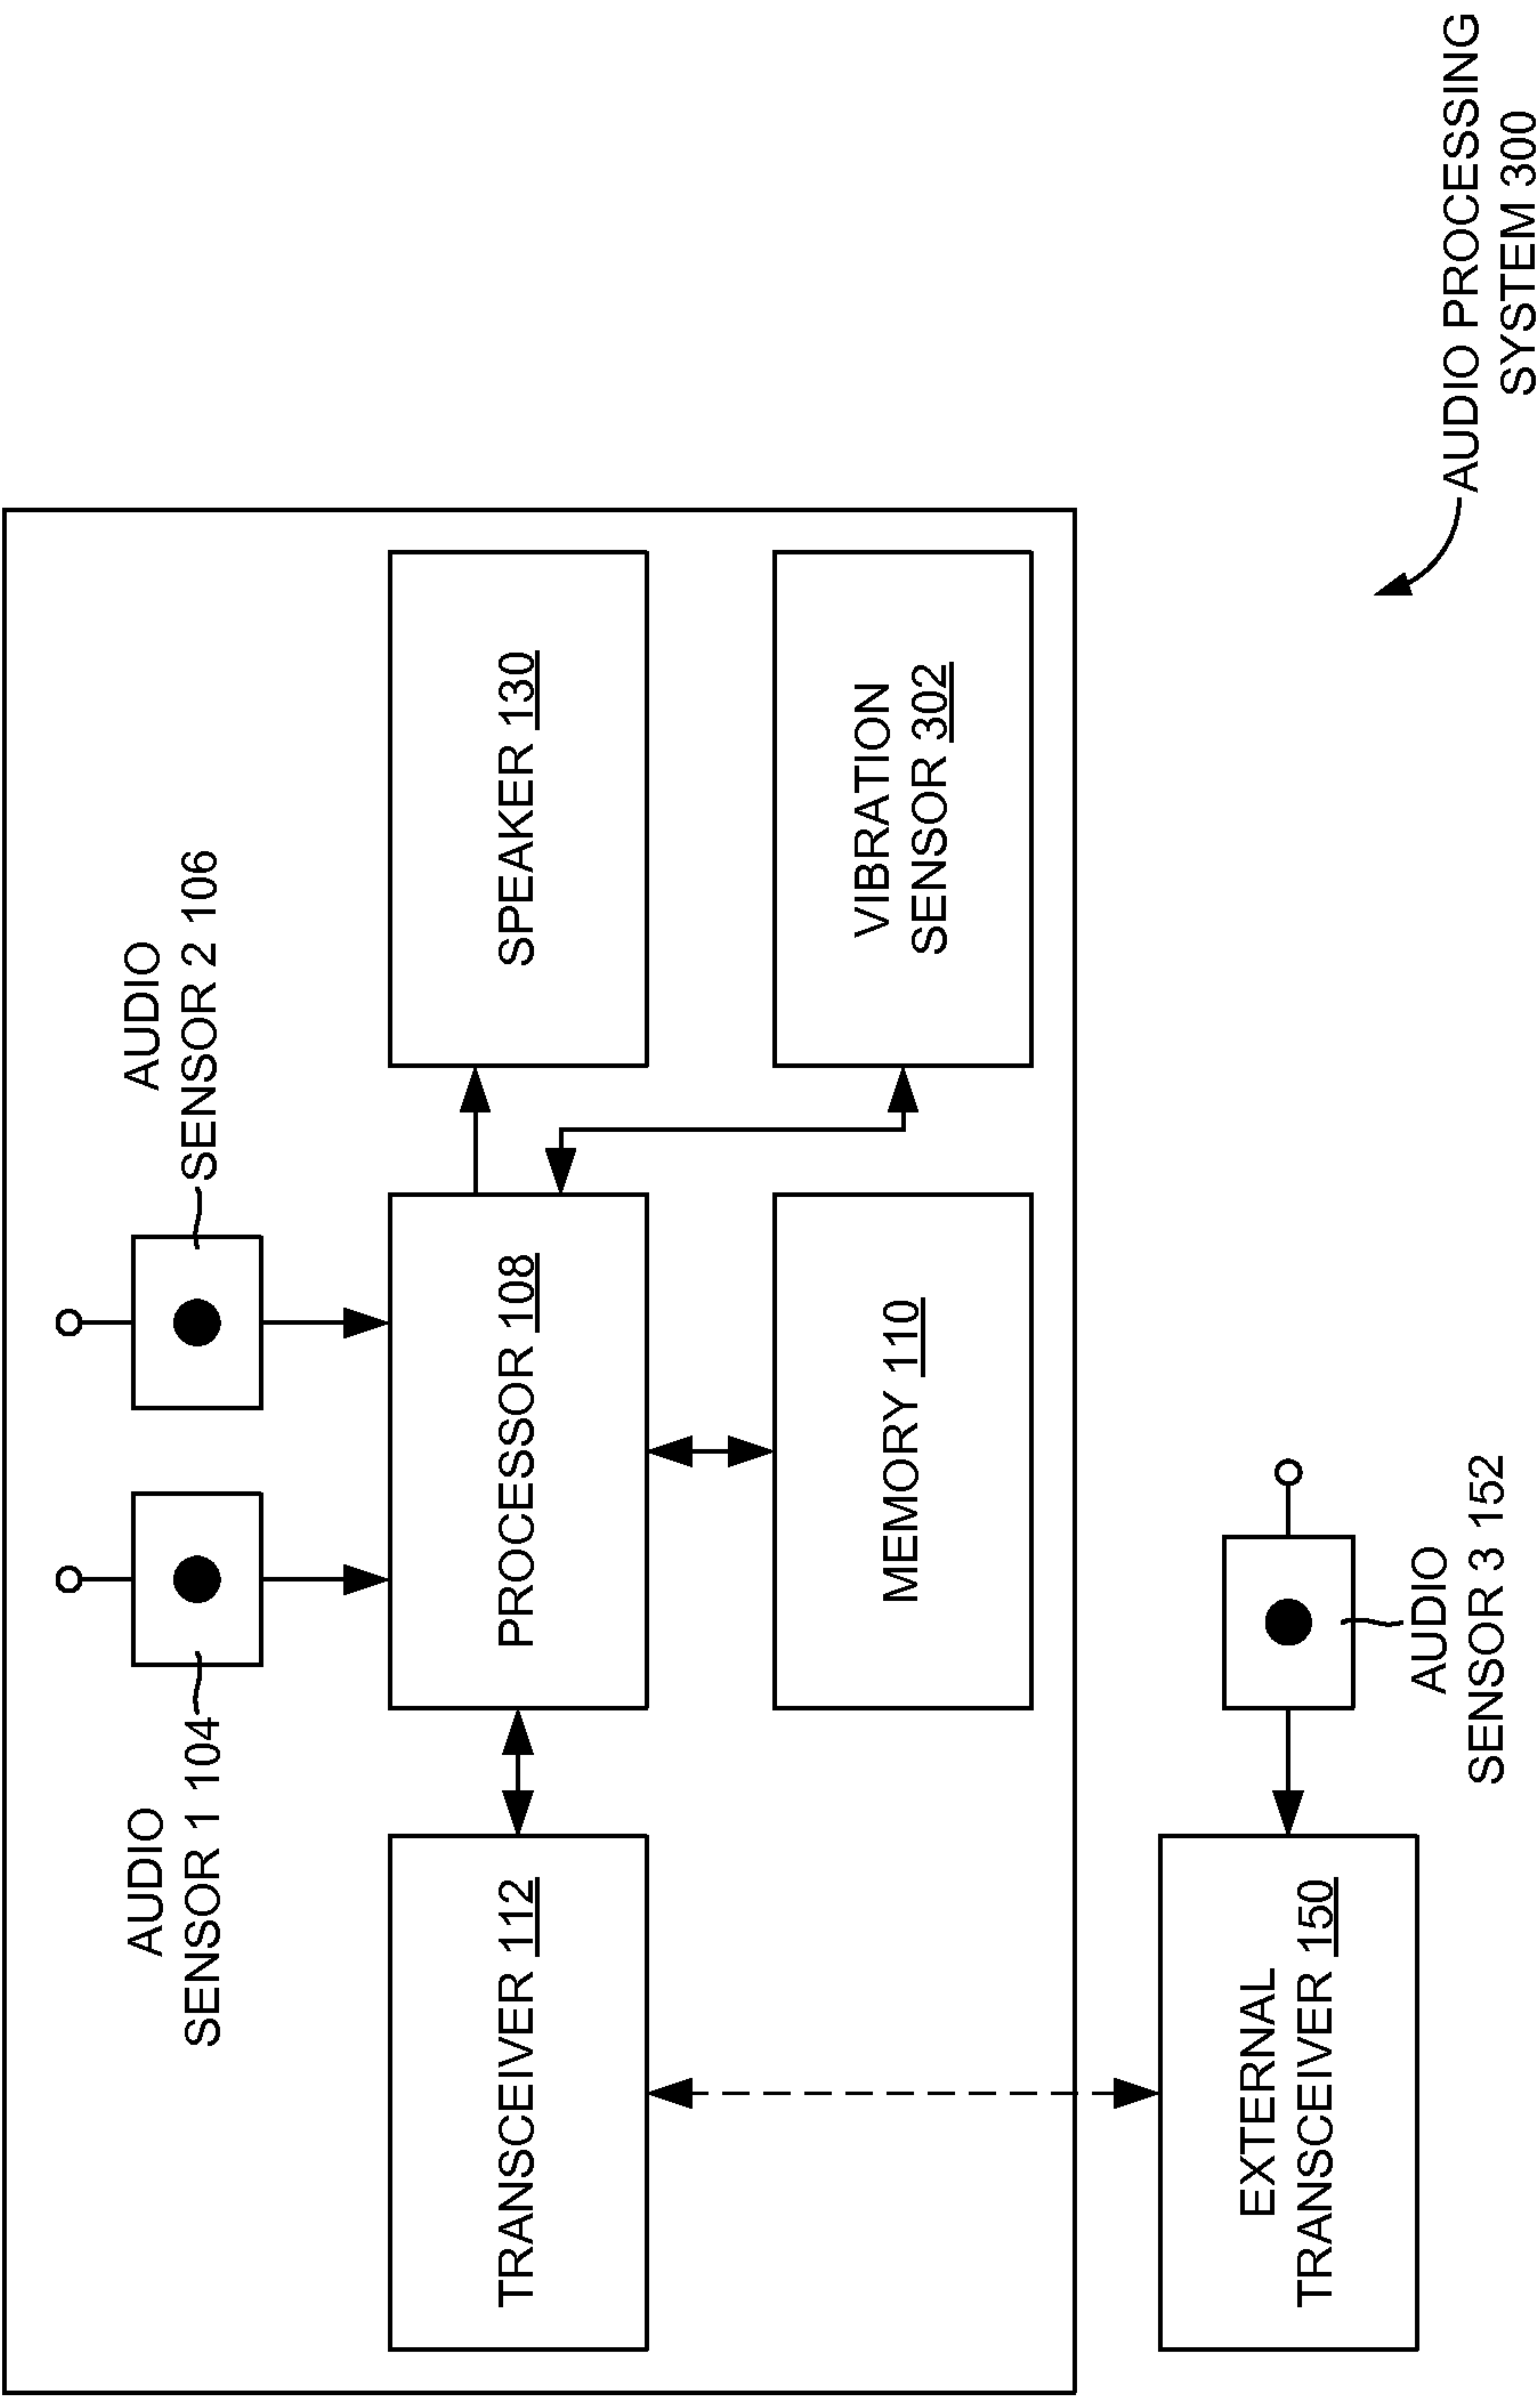 AUDIO
SENSOR 1 104
AUDIO
SENSOR 2 106
TRANSCEIVER 112
PROCESSOR 108
SPEAKER 130
MEMORY 110
VIBRATION
SENSOR 302
EXTERNAL
TRANSCEIVER 150
AUDIO
SENSOR 3 152
AUDIO PROCESSING
SYSTEM 300